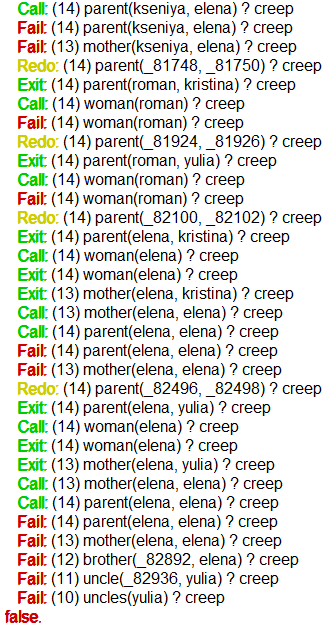 Call: (14) parent(kseniya, elena) ? creep
Fail: (14) parent(kseniya, elena) ? creep
Fail: (13) mother(kseniya, elena) ? creep
Redo: (14) parent(_81748, _81750) ? creep
Exit: (14) parent(roman, kristina) ? creep
Call: (14) woman(roman) ? creep
Fail: (14) woman(roman) ? creep
Redo: (14) parent(_81924, _81926) ? creep
Exit: (14) parent(roman, yulia) ? creep
Call: (14) woman(roman) ? creep
Fail: (14) woman(roman) ? creep
Redo: (14) parent(_82100, _82102) ? creep
Exit: (14) parent(elena, kristina) ? creep
Call: (14) woman(elena) ? creep
Exit: (14) woman(elena) ? creep
Exit: (13) mother(elena, kristina) ? creep
Call: (13) mother(elena, elena) ? creep
Call: (14) parent(elena, elena) ? creep
Fail: (14) parent(elena, elena) ? creep
Fail: (13) mother(elena, elena) ? creep
Redo: (14) parent(_82496, _82498) ? creep
Exit: (14) parent(elena, yulia) ? creep
Call: (14) woman(elena) ? creep
Exit: (14) woman(elena) ? creep
Exit: (13) mother(elena, yulia) ? creep
Call: (13) mother(elena, elena) ? creep
Call: (14) parent(elena, elena) ? creep
Fail: (14) parent(elena, elena) ? creep
Fail: (13) mother(elena, elena) ? creep
Fail: (12) brother(_82892, elena) ? creep
Fail: (11) uncle(_82936, yulia) ? creep
Fail: (10) uncles(yulia) ? creep
false.